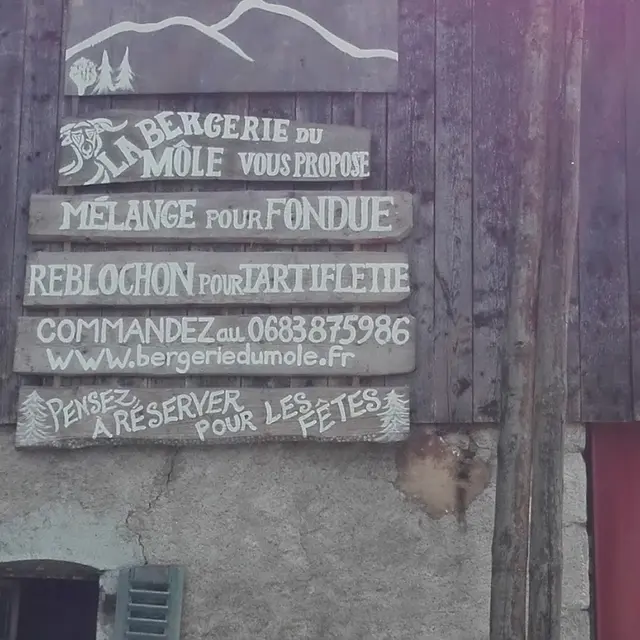 LA BERGERIE DU
MÔLE VOUS PROPOSE
MÉLANGE POUR FONDUE
REBLOCHON POUR TARTIFLETTE
COMMANDEZ au 0683875986
www.bergeriedumole.fr
PENSEZ
A RÉSERVER
POUR LES
FÊTES